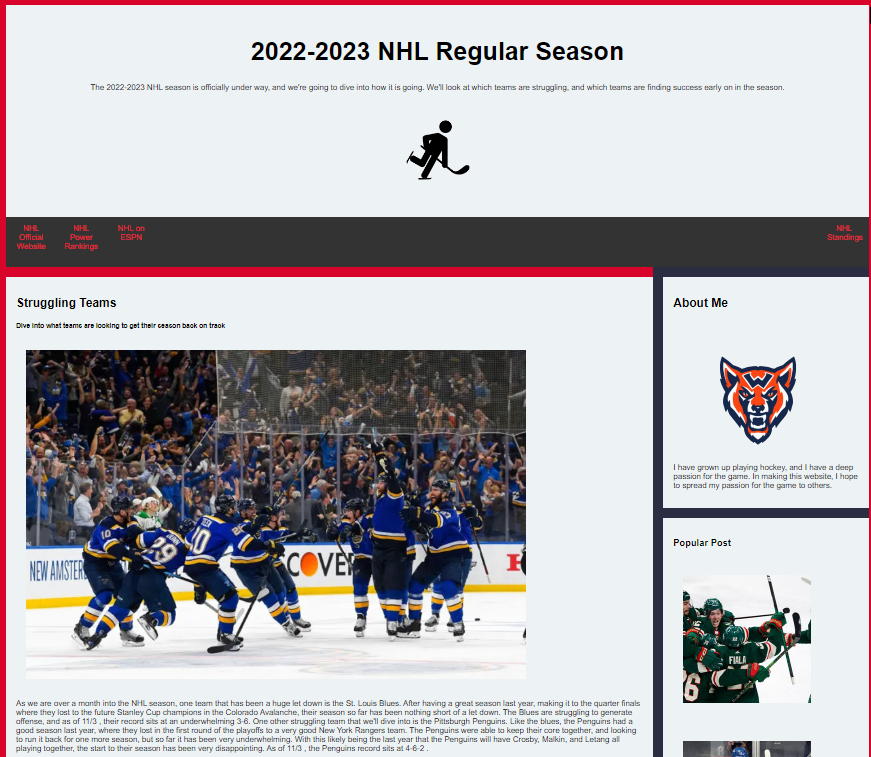 2022-2023 NHL Regular Season
The 2022-2023 NHL season is officially under way, and we're going to dive into how it is going. We'll look at which teams are struggling, and which teams are finding success early on in the season.
NHL
Official
Website
NHL
Power
Rankings
NHL on
ESPN
NHL
Standings
Struggling Teams
Dive into what teams are looking to get their season back on track
10
29
10
NEW AMSTER
COVER
As we are over a month into the NHL season, one team that has been a huge let down is the St. Louis Blues. After having a great season last year, making it to the quarter finals
where they lost to the future Stanley Cup champions in the Colorado Avalanche, their season so far has been nothing short of a let down. The Blues are struggling to generate
offense, and as of 11/3 , their record sits at an underwhelming 3-6. One other struggling team that we'll dive into is the Pittsburgh Penguins. Like the blues, the Penguins had a
good season last year, where they lost in the first round of the playoffs to a very good New York Rangers team. The Penguins were able to keep their core together, and looking
to run it back for one more season, but so far it has been very underwhelming. With this likely being the last year that the Penguins will have Crosby, Malkin, and Letang all
playing together, the start to their season has been very disappointing. As of 11/3 , the Penguins record sits at 4-6-2 .
About Me
I have grown up playing hockey, and I have a deep
passion for the game. In making this website, I hope
to spread my passion for the game to others.
Popular Post
FIALA
22